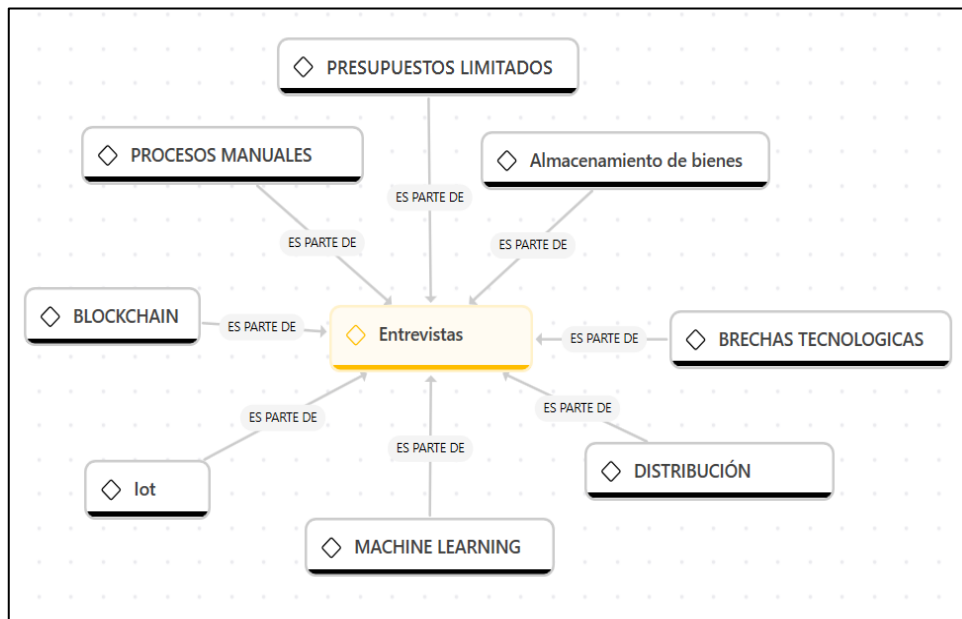 PRESUPUESTOS LIMITADOS
PROCESOS MANUALES
Almacenamiento de bienes
ES PARTE DE
ES PARTE DE
ES PARTE DE
BLOCKCHAIN
ES PARTE DE
Entrevistas
ES PARTE DE
BRECHAS TECNOLOGICAS
ES PARTE DE
ES PARTE DE
ES PARTE DE
Iot
DISTRIBUCIÓN
MACHINE LEARNING